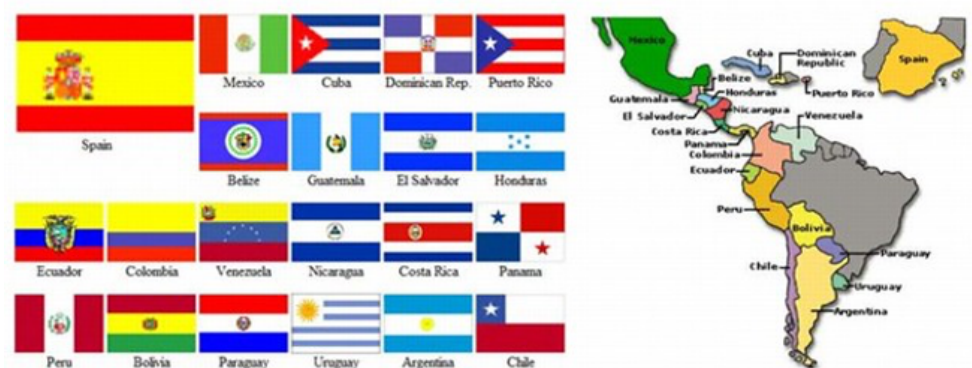 Mexico
Cuba
Dominican Rep.
Puerto Rico
Spain
Belize
Guatemala
El Salvador
Honduras
Ecuador
Colombia
Venezuela
Nicaragua
Costa Rica
Panama
Peru
Bolivia
Paraguay
Uruguay
Argentina
Chile
Mexico
Cuba
Dominican
Republic
Spain
Belize
Puerto Rico
Guatemala
Honduras
El Salvador
Nicaragua
Venezuela
Costa Rica
Panama
Colombia
Ecuador
Peru
Bolivia
Paraguay
Chile
Uruguay
Argentina